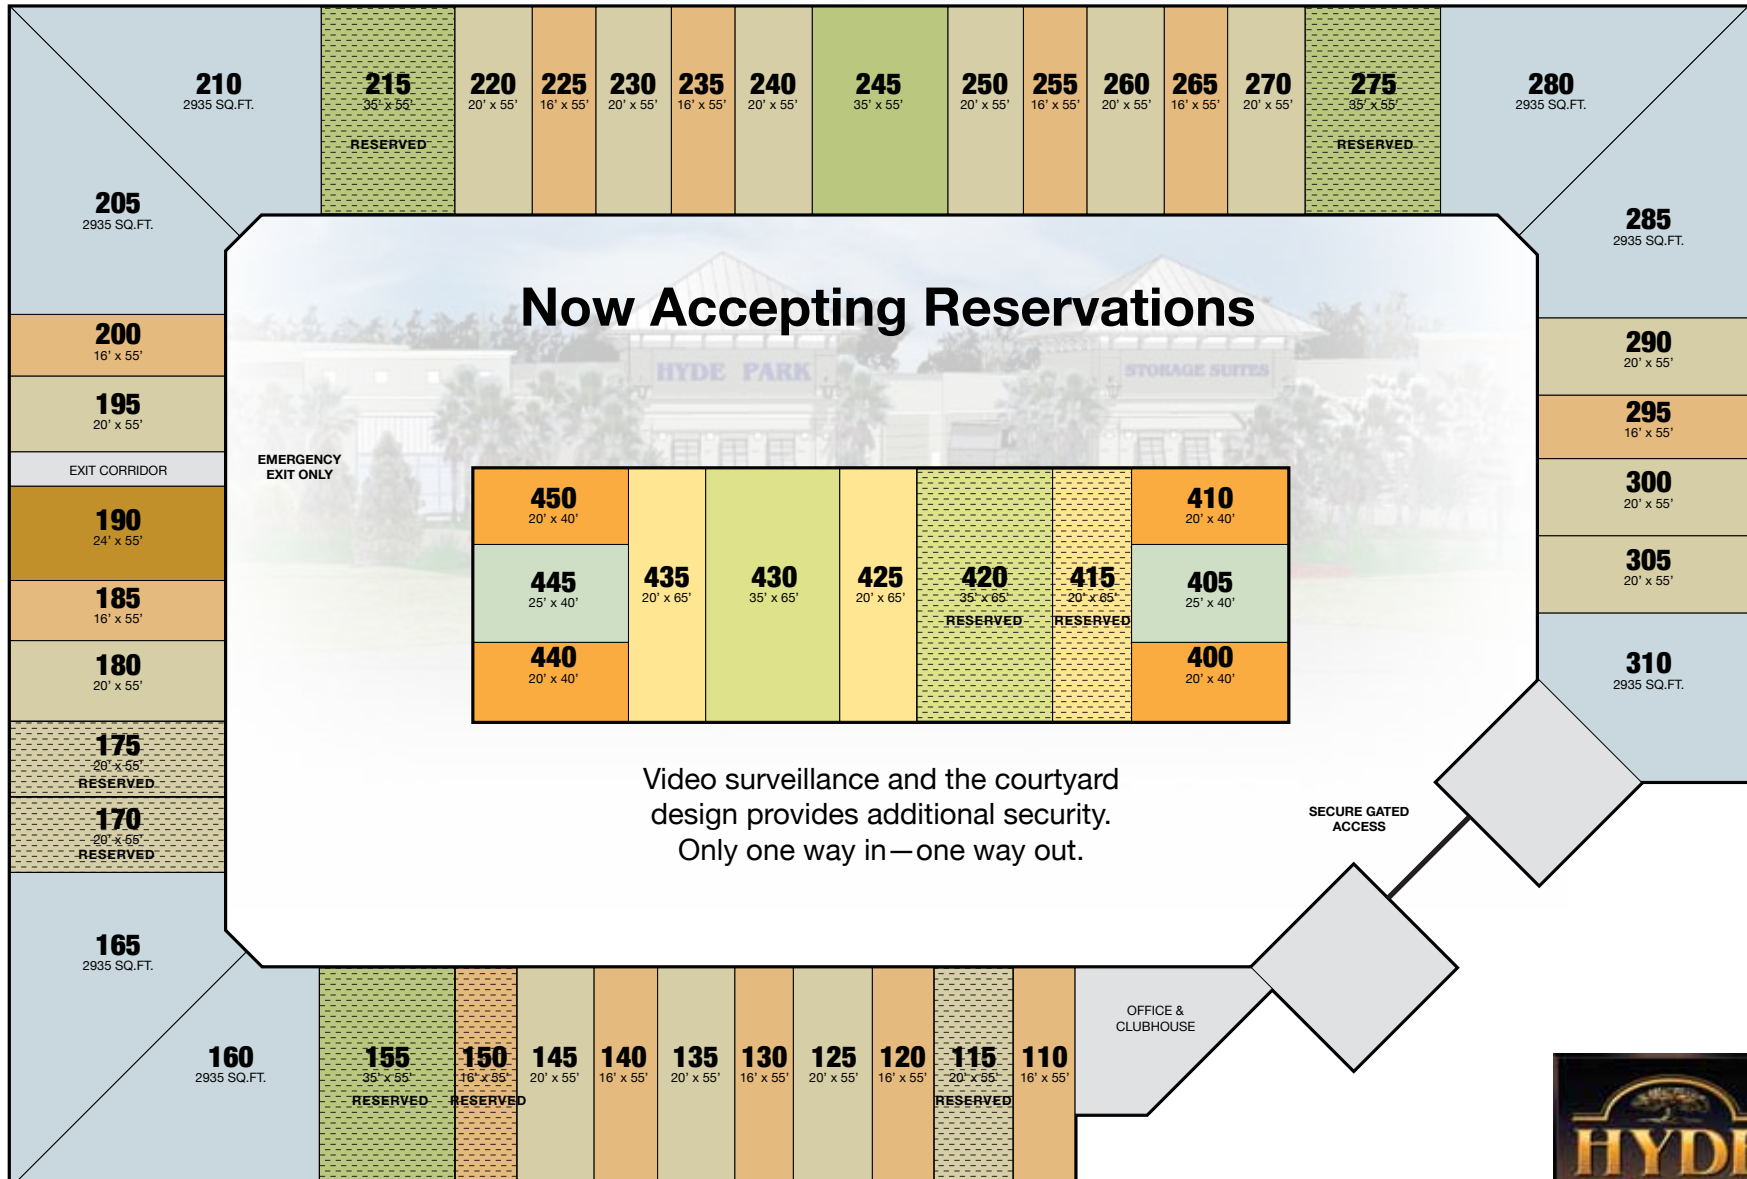 210
2935 SQ.FT.
215
35' x 55'
RESERVED
220
20' x 55'
225
16' x 55'
230
20' x 55'
235
16' x 55'
240
20' x 55'
245
35' x 55'
250
20' x 55'
255
16' x 55'
260
20' x 55'
265
16' x 55'
270
20' x 55'
275
35' x 55'
RESERVED
280
2935 SQ.FT.
205
2935 SQ.FT.
285
2935 SQ.FT.
Now Accepting Reservations
HYDE PARK
STORAGE SUITES
200
16' x 55'
195
20' x 55'
EXIT CORRIDOR
190
24' x 55'
185
16' x 55'
180
20' x 55'
175
20' x 55'
RESERVED
170
20' x 55'
RESERVED
EMERGENCY
EXIT ONLY
450
20' x 40'
445
25' x 40'
440
20' x 40'
435
20' x 65'
430
35' x 65'
425
20' x 65'
420
35' x 65'
RESERVED
415
20' x 65'
RESERVED
410
20' x 40'
405
25' x 40'
400
20' x 40'
290
20' x 55'
295
16' x 55'
300
20' x 55'
305
20' x 55'
310
2935 SQ.FT.
Video surveillance and the courtyard
design provides additional security.
Only one way in—one way out.
SECURE GATED
ACCESS
165
2935 SQ.FT.
160
2935 SQ.FT.
155
35' x 55'
RESERVED
150
16' x 55'
RESERVED
145
20' x 55'
140
16' x 55'
135
20' x 55'
130
16' x 55'
125
20' x 55'
120
16' x 55'
115
20' x 55'
RESERVED
110
16' x 55'
OFFICE &
CLUBHOUSE
HYDE